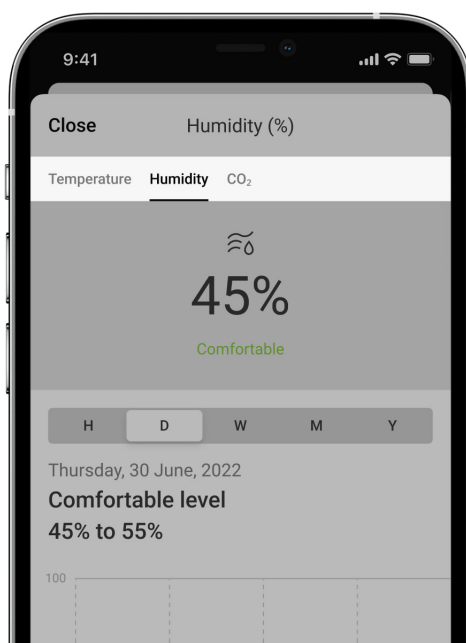 9:41
Close Humidity (%)
Temperature Humidity CO₂
45%
Comfortable
H D W M Y
Thursday, 30 June, 2022
Comfortable level
45% to 55%
100